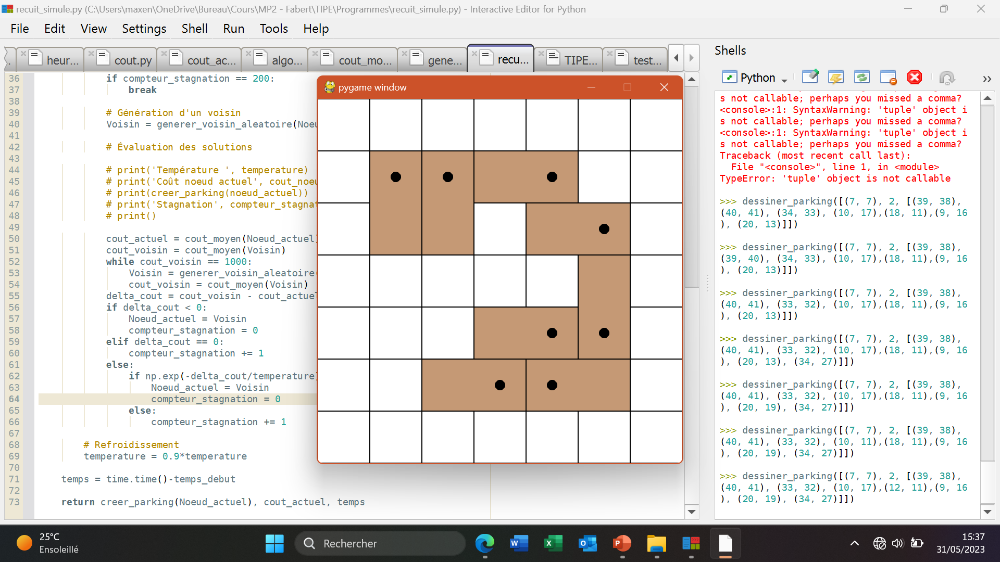 recuit_simule.py (C:\Users\maxen\OneDrive\Bureau\Cours\MP2 - Fabert\TIPE\Programmes\recuit_simule.py) - Interactive Editor for Python
File Edit View Settings Shell Run Tools Help
heur... cout.py cout_ac... algo... cout_mo... gene... recu... TIPE... test...
36 if compteur_stagnation == 200:
37 break
38
39 # Génération d'un voisin
40 Voisin = generer_voisin_aleatoire(Noeu
41
42 # Évaluation des solutions
43
44 # print('Température ', temperature)
45 # print('Coût noeud actuel', cout_noeu
46 # print(creer_parking(noeud_actuel))
47 # print('Stagnation', compteur_stagnat
48 # print()
49
50 cout_actuel = cout_moyen(Noeud_actuel)
51 cout_voisin = cout_moyen(Voisin)
52 while cout_voisin == 1000:
53 Voisin = generer_voisin_aleatoire(
54 cout_voisin = cout_moyen(Voisin)
55 delta_cout = cout_voisin - cout_actuel
56 if delta_cout < 0:
57 Noeud_actuel = Voisin
58 compteur_stagnation = 0
59 elif delta_cout == 0:
60 compteur_stagnation += 1
61 else:
62 if np.exp(-delta_cout/temperature)
63 Noeud_actuel = Voisin
64 compteur_stagnation = 0
65 else:
66 compteur_stagnation += 1
67
68 # Refroidissement
69 temperature = 0.9*temperature
70
71 temps = time.time()-temps_debut
72
73 return creer_parking(Noeud_actuel), cout_actuel, temps
pygame window
Shells
Python
s not callable; perhaps you missed a comma?
<console>:1: SyntaxWarning: 'tuple' object i
s not callable; perhaps you missed a comma?
<console>:1: SyntaxWarning: 'tuple' object i
s not callable; perhaps you missed a comma?
Traceback (most recent call last):
File "<console>", line 1, in <module>
TypeError: 'tuple' object is not callable
>>> dessiner_parking([(7, 7), 2, [(39, 38),
(40, 41), (34, 33), (10, 17),(18, 11),(9, 16
), (20, 13)]])
>>> dessiner_parking([(7, 7), 2, [(39, 38),
(39, 40), (34, 33), (10, 17),(18, 11),(9, 16
), (20, 13)]])
>>> dessiner_parking([(7, 7), 2, [(39, 38),
(40, 41), (33, 32), (10, 17),(18, 11),(9, 16
), (20, 13)]])
>>> dessiner_parking([(7, 7), 2, [(39, 38),
(40, 41), (33, 32), (10, 17),(18, 11),(9, 16
), (20, 13), (34, 27)]])
>>> dessiner_parking([(7, 7), 2, [(39, 38),
(40, 41), (33, 32), (10, 17),(18, 11),(9, 16
), (20, 19), (34, 27)]])
>>> dessiner_parking([(7, 7), 2, [(39, 38),
(40, 41), (33, 32), (10, 11),(18, 11),(9, 16
), (20, 19), (34, 27)]])
>>> dessiner_parking([(7, 7), 2, [(39, 38),
(40, 41), (33, 32), (10, 17),(12, 11),(9, 16
), (20, 19), (34, 27)]])
25°C
Ensoleillé
Rechercher
15:37
31/05/2023